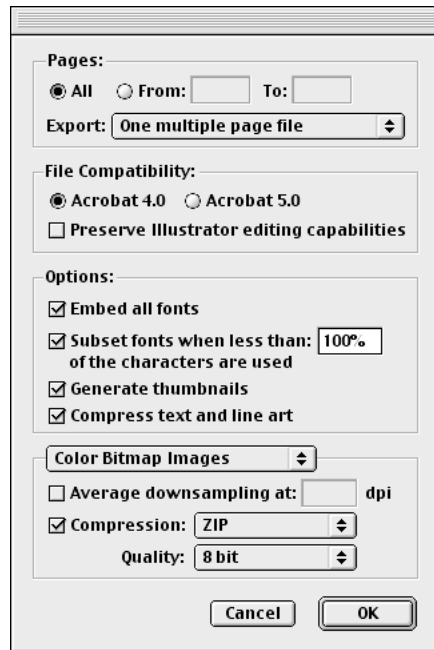 Pages:
All From: To:
Export: One multiple page file
File Compatibility:
Acrobat 4.0 Acrobat 5.0
Preserve Illustrator editing capabilities
Options:
Embed all fonts
Subset fonts when less than: 100%
of the characters are used
Generate thumbnails
Compress text and line art
Color Bitmap Images
Average downsampling at: dpi
Compression: ZIP
Quality: 8 bit
Cancel OK